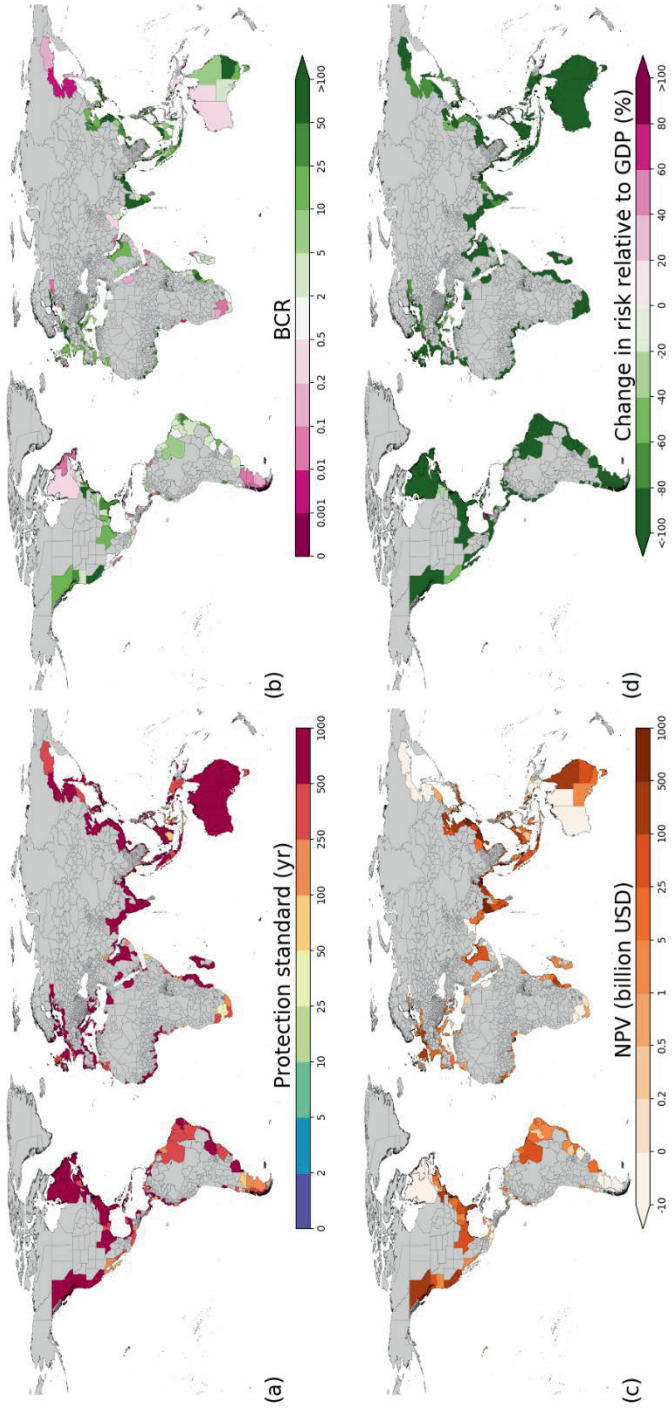 (a)
Protection standard (yr)
0 2 5 10 25 50 100 250 500 1000
(b)
BCR
0 0.001 0.01 0.1 0.2 0.5 2 5 10 25 50 >100
(c)
NPV (billion USD)
-10 0 0.2 0.5 1 5 25 100 500 1000
(d)
Change in risk relative to GDP (%)
<100 -80 -60 -40 -20 0 20 40 60 80 >100